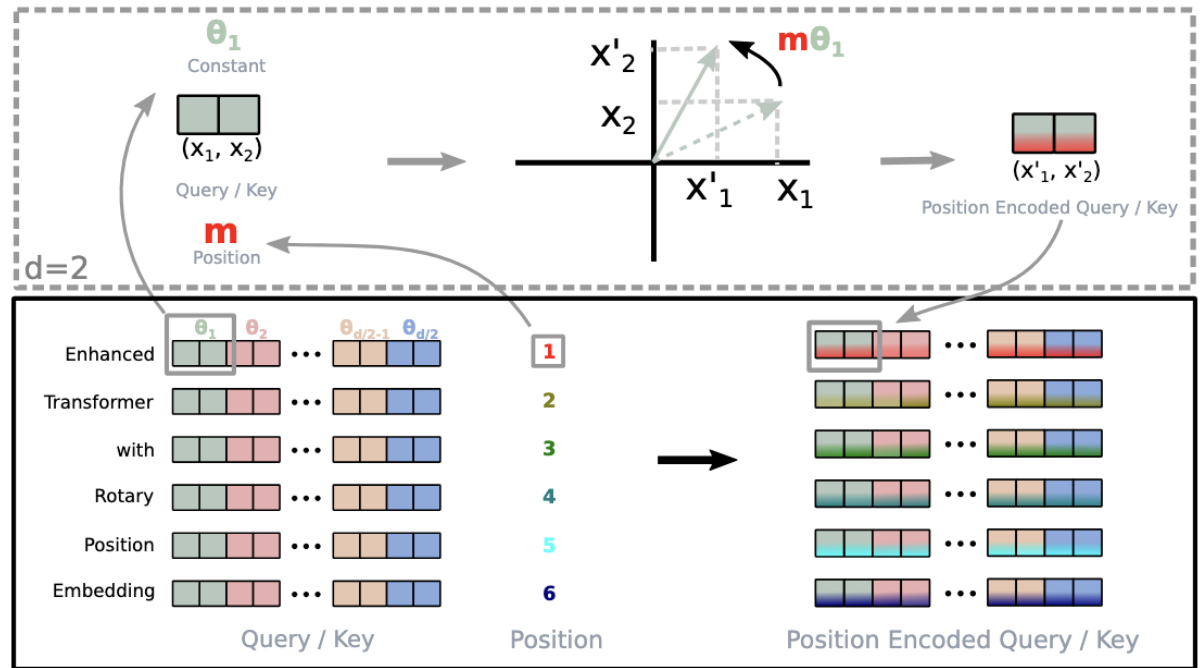 θ₁
Constant
(x₁, x₂)
Query / Key
m
Position
d=2
x'₂
x₂
x'₁
x₁
mθ₁
(x'₁, x'₂)
Position Encoded Query / Key
θ₁ θ₂ ••• θd/2-1 θd/2
Enhanced ••• 1 •••
Transformer ••• 2 •••
with ••• 3 •••
Rotary ••• 4 •••
Position ••• 5 •••
Embedding ••• 6 •••
Query / Key Position Position Encoded Query / Key